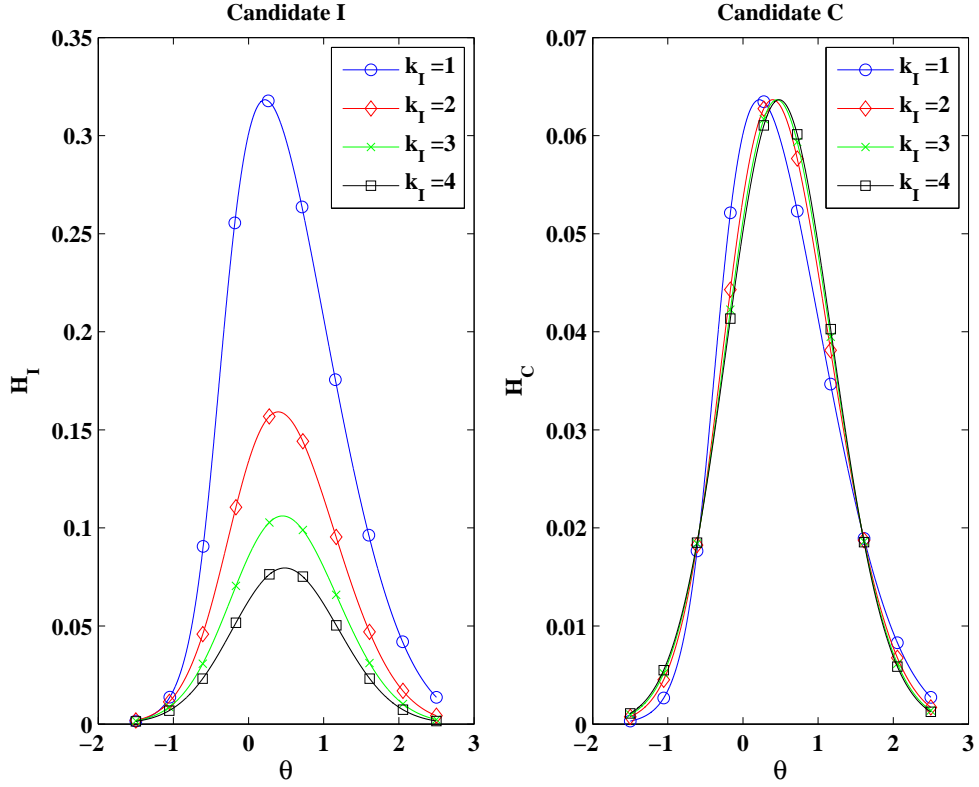 Candidate I
0.35
0.3
0.25
0.2
0.15
0.1
0.05
0
−2
−1
0
1
2
3
H_I
θ
k_I =1
k_I =2
k_I =3
k_I =4
Candidate C
0.07
0.06
0.05
0.04
0.03
0.02
0.01
0
−2
−1
0
1
2
3
H_C
θ
k_I =1
k_I =2
k_I =3
k_I =4